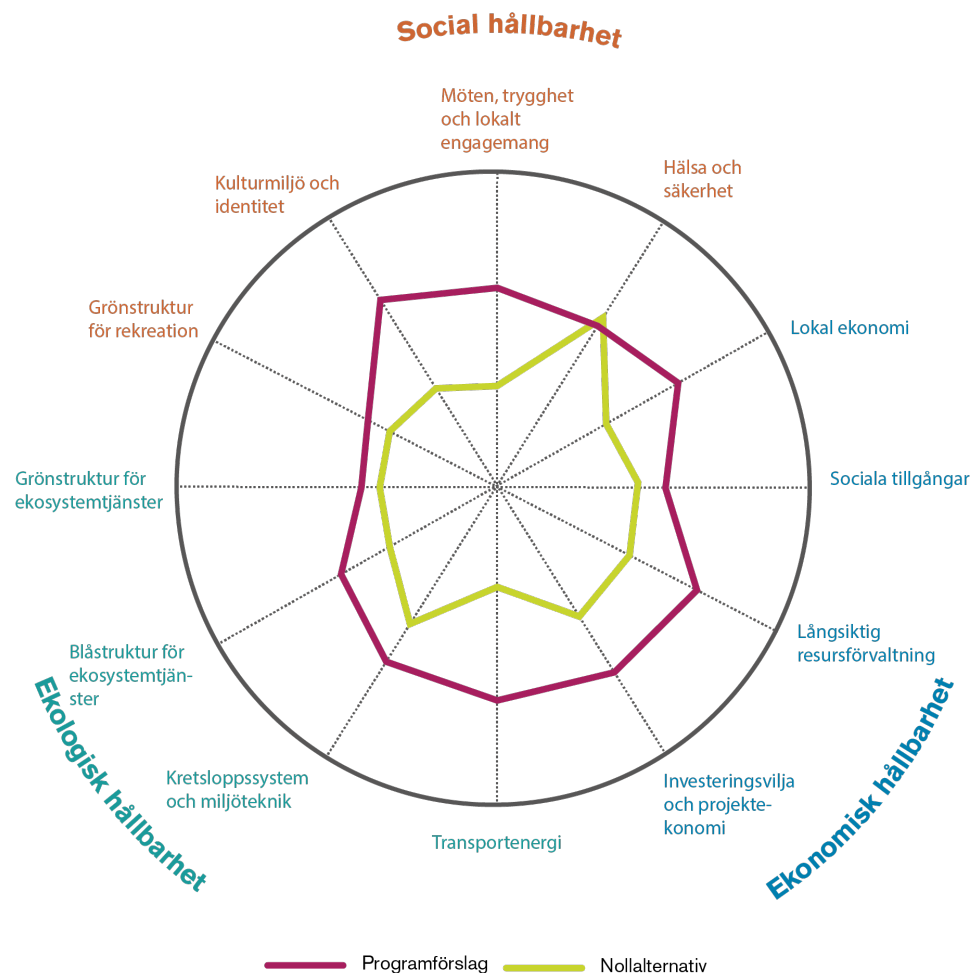 Social hållbarhet
Möten, trygghet
och lokalt
engagemang
Hälsa och
säkerhet
Kulturmiljö och
identitet
Grönstruktur
för rekreation
Lokal ekonomi
Grönstruktur för
ekosystemtjänster
Sociala tillgångar
Långsiktig
resursförvaltning
Blåstruktur för
ekosystemtjän-
ster
Kretsloppssystem
och miljöteknik
Investeringsvilja
och projekte-
konomi
Transportenergi
Ekologisk hållbarhet
Ekonomisk hållbarhet
Programförslag
Nollalternativ